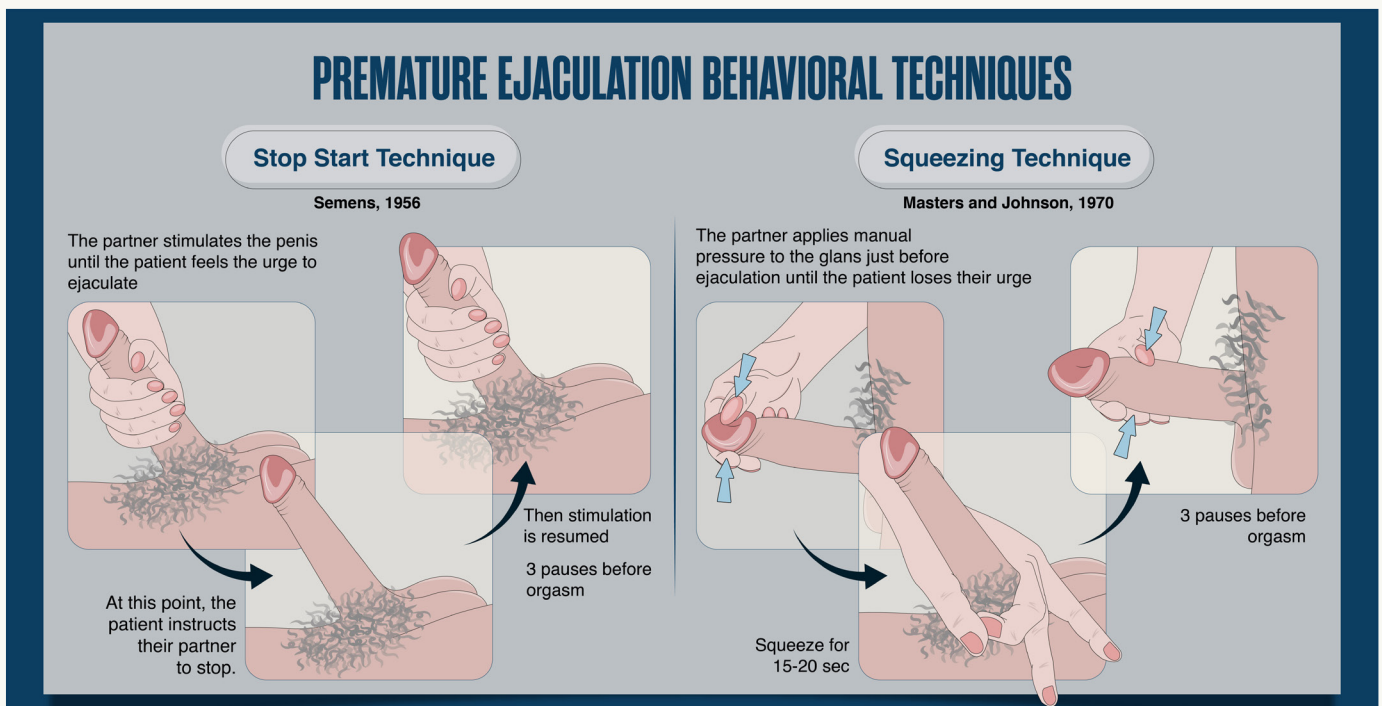 PREMATURE EJACULATION BEHAVIORAL TECHNIQUES
Stop Start Technique
Semens, 1956
The partner stimulates the penis
until the patient feels the urge to
ejaculate
At this point, the
patient instructs
their partner
to stop.
Then stimulation
is resumed
3 pauses before
orgasm
Squeezing Technique
Masters and Johnson, 1970
The partner applies manual
pressure to the glans just before
ejaculation until the patient loses their urge
Squeeze for
15-20 sec
3 pauses before
orgasm